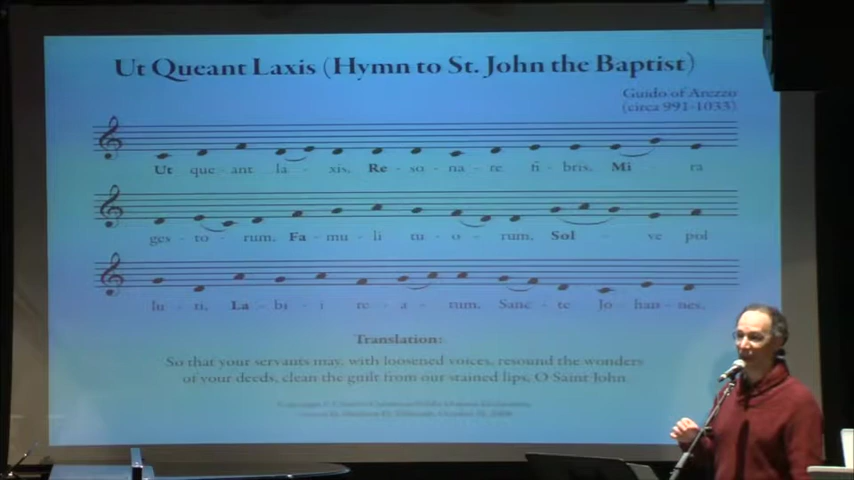 Ut Queant Laxis (Hymn to St. John the Baptist)
Guido of Arezzo
(circa 991-1033)
Ut que - ant la - xis, Re - so - na - re fi - bris, Mi - ra
ges - to - rum, Fa - mu - li tu - o - rum, Sol - ve pol
lu - ti, La - bi - i re - a - tum, Sanc - te Jo - han - nes.
Translation:
So that your servants may, with loosened voices, resound the wonders
of your deeds, clean the guilt from our stained lips, O Saint John